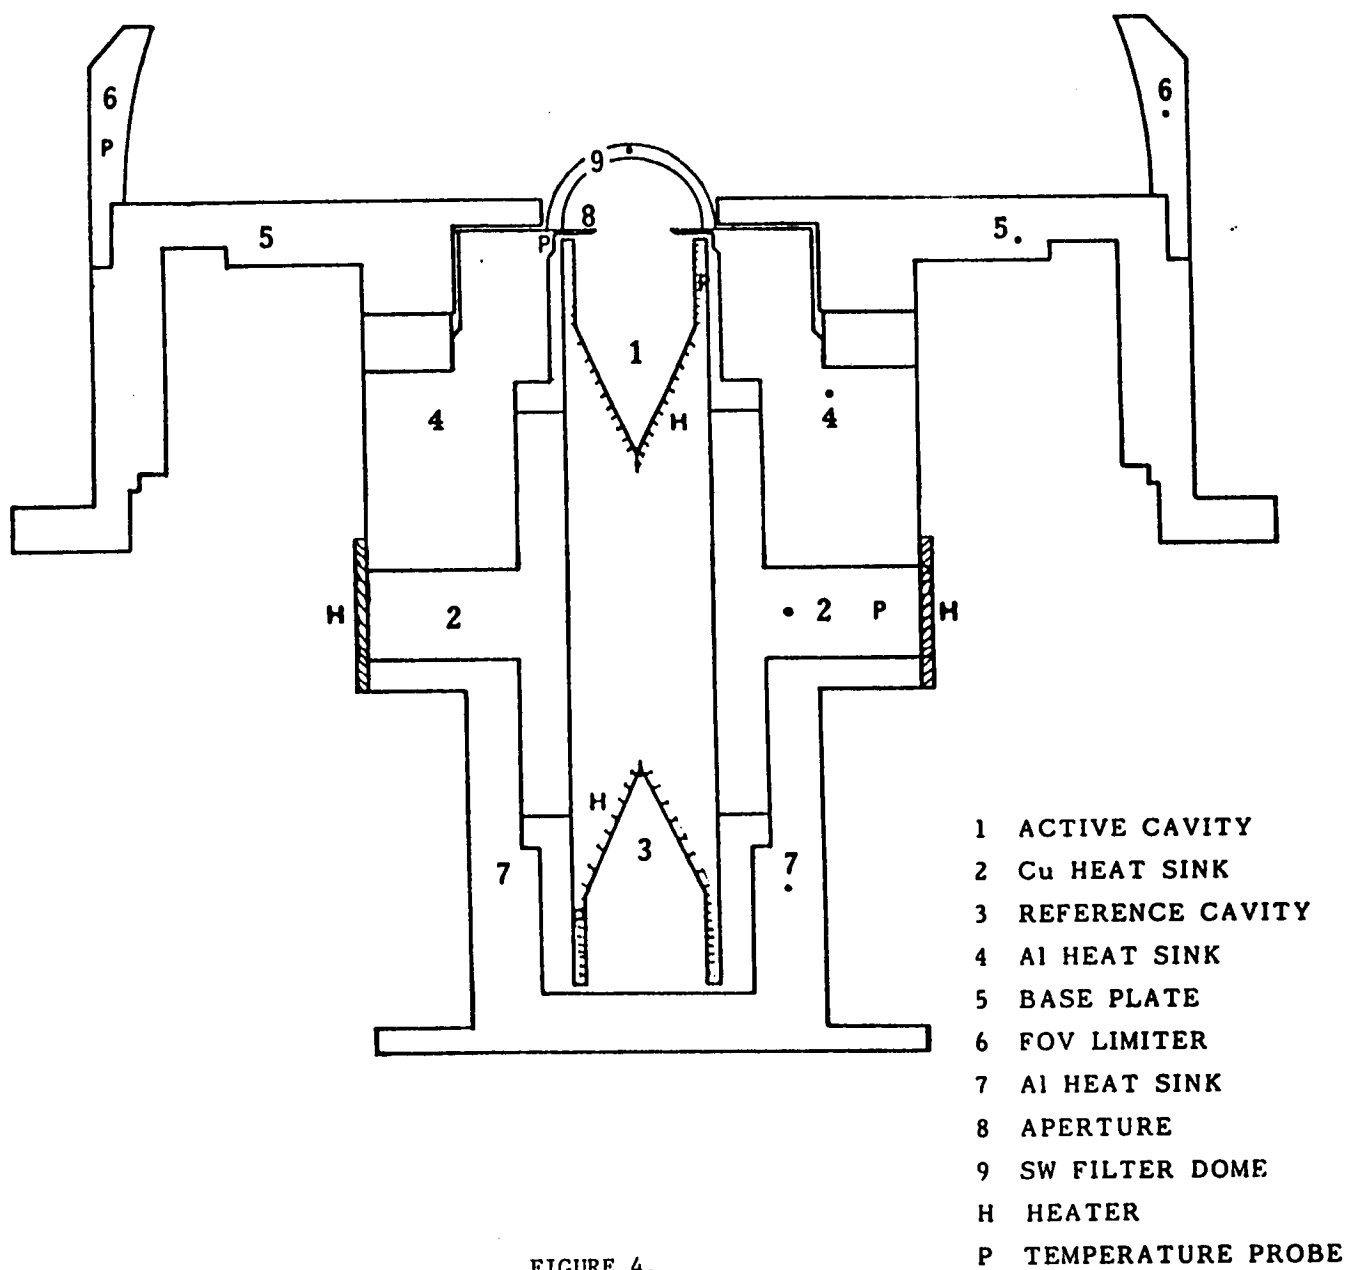 6
6
P
9
8
5
P
5
P
1
4
H
4
H
2
2
P
H
H
3
7
7
1 ACTIVE CAVITY
2 Cu HEAT SINK
3 REFERENCE CAVITY
4 Al HEAT SINK
5 BASE PLATE
6 FOV LIMITER
7 Al HEAT SINK
8 APERTURE
9 SW FILTER DOME
H HEATER
P TEMPERATURE PROBE
FIGURE 4.